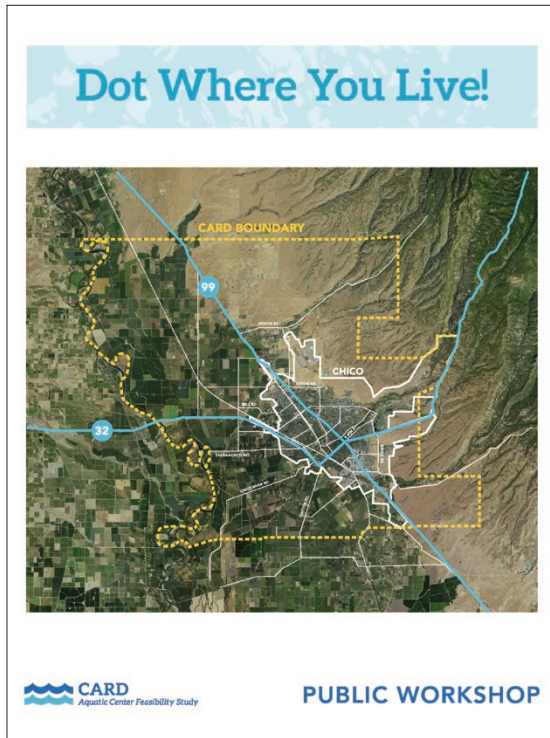 Dot Where You Live!
CARD BOUNDARY
99
CHICO
32
CARD
Aquatic Center Feasibility Study
PUBLIC WORKSHOP